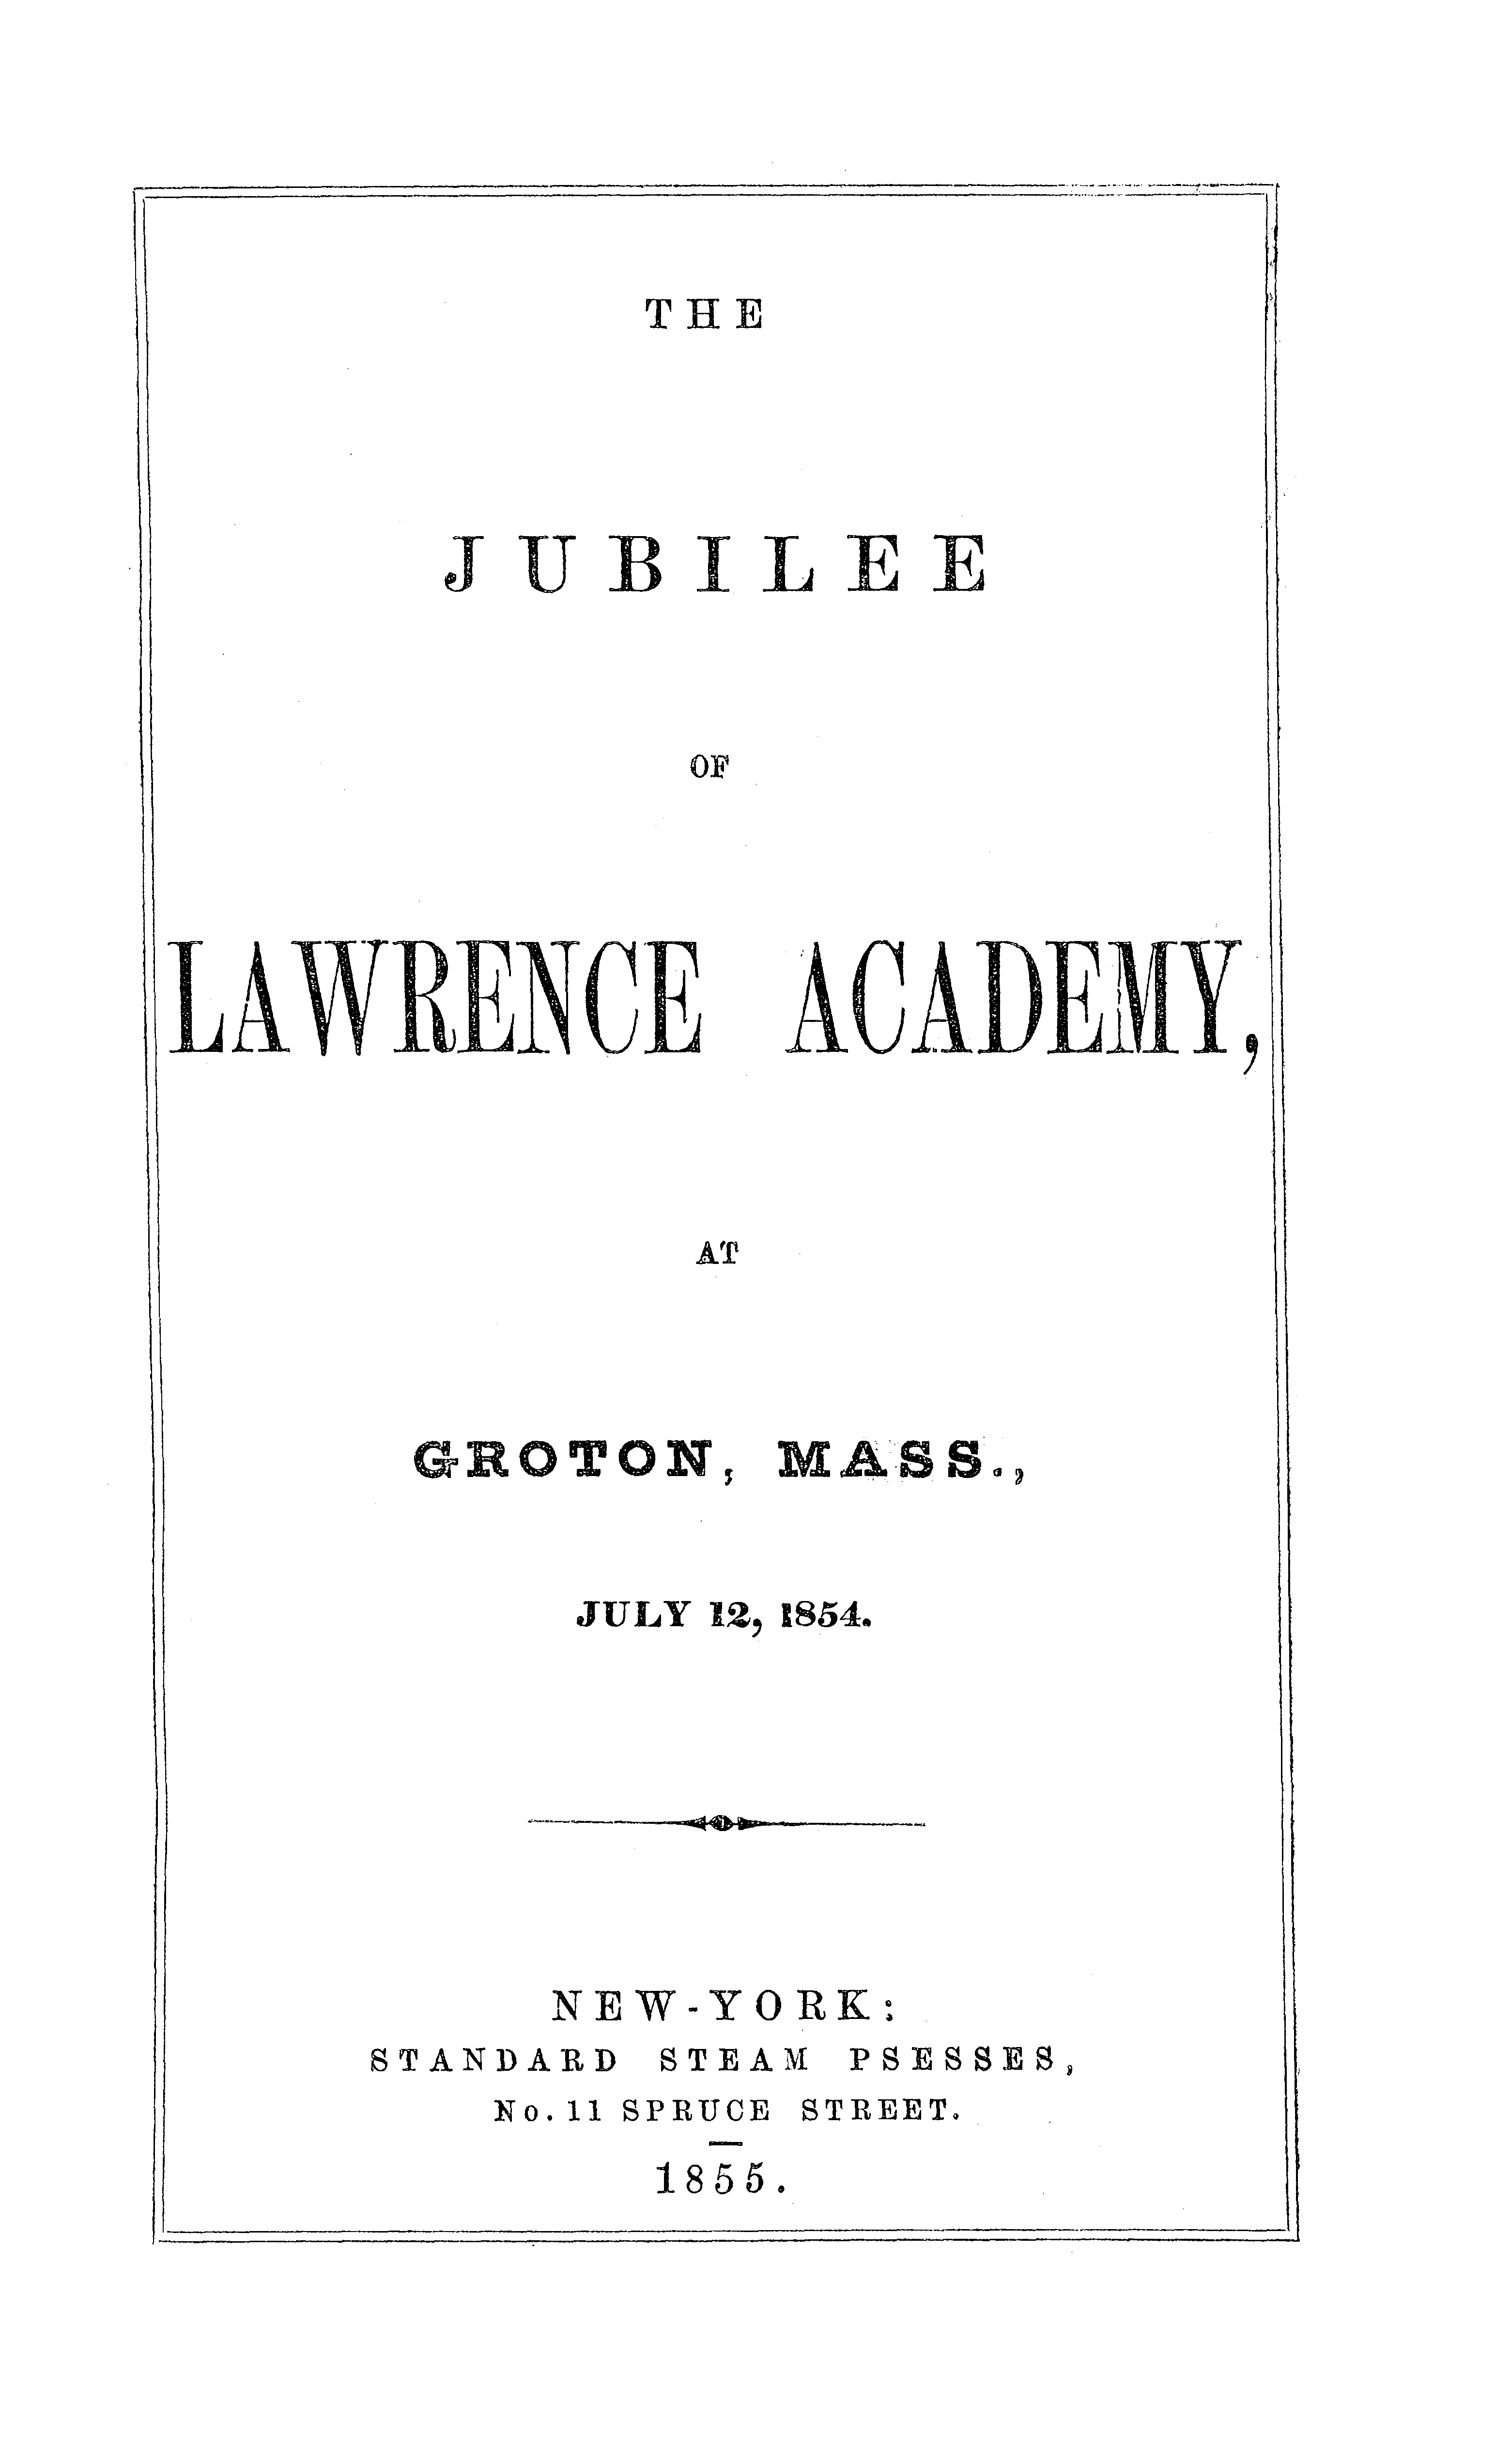 THE
JUBILEE
OF
LAWRENCE ACADEMY,
AT
GROTON, MASS.,
JULY 12, 1854.
NEW-YORK:
STANDARD STEAM PSESSES,
No. 11 SPRUCE STREET.
1855.